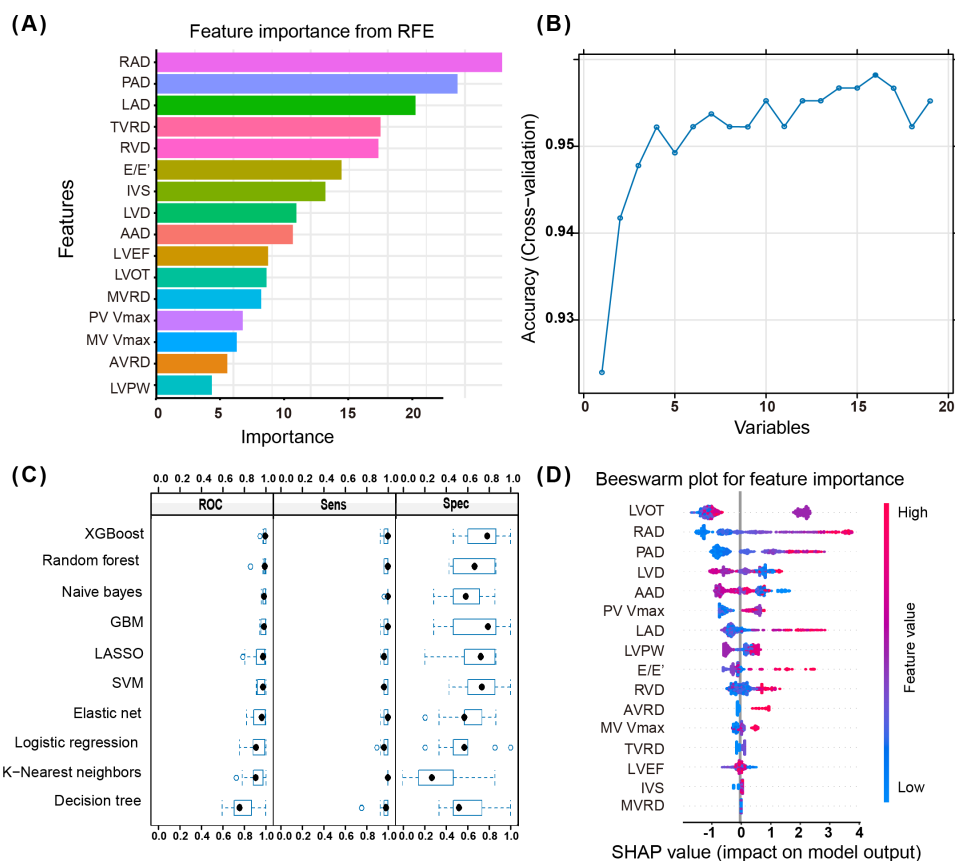 (A)
Feature importance from RFE
Features
RAD
PAD
LAD
TVRD
RVD
E/E'
IVS
LVD
AAD
LVEF
LVOT
MVRD
PV Vmax
MV Vmax
AVRD
LVPW
0 5 10 15 20
Importance
(B)
Accuracy (Cross−validation)
0.95
0.94
0.93
0 5 10 15 20
Variables
(C)
0.0 0.2 0.4 0.6 0.8 1.0 0.0 0.2 0.4 0.6 0.8 1.0 0.0 0.2 0.4 0.6 0.8 1.0
ROC Sens Spec
XGBoost
Random forest
Naive bayes
GBM
LASSO
SVM
Elastic net
Logistic regression
K−Nearest neighbors
Decision tree
0.0 0.2 0.4 0.6 0.8 1.0 0.0 0.2 0.4 0.6 0.8 1.0 0.0 0.2 0.4 0.6 0.8 1.0
(D)
Beeswarm plot for feature importance
LVOT
RAD
PAD
LVD
AAD
PV Vmax
LAD
LVPW
E/E'
RVD
AVRD
MV Vmax
TVRD
LVEF
IVS
MVRD
-1 0 1 2 3 4
SHAP value (impact on model output)
High
Feature value
Low